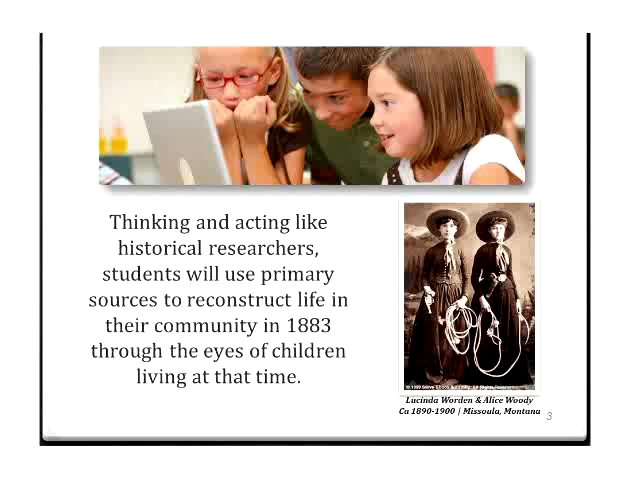 Thinking and acting like
historical researchers,
students will use primary
sources to reconstruct life in
their community in 1883
through the eyes of children
living at that time.
Lucinda Worden & Alice Woody
Ca 1890-1900 | Missoula, Montana
3